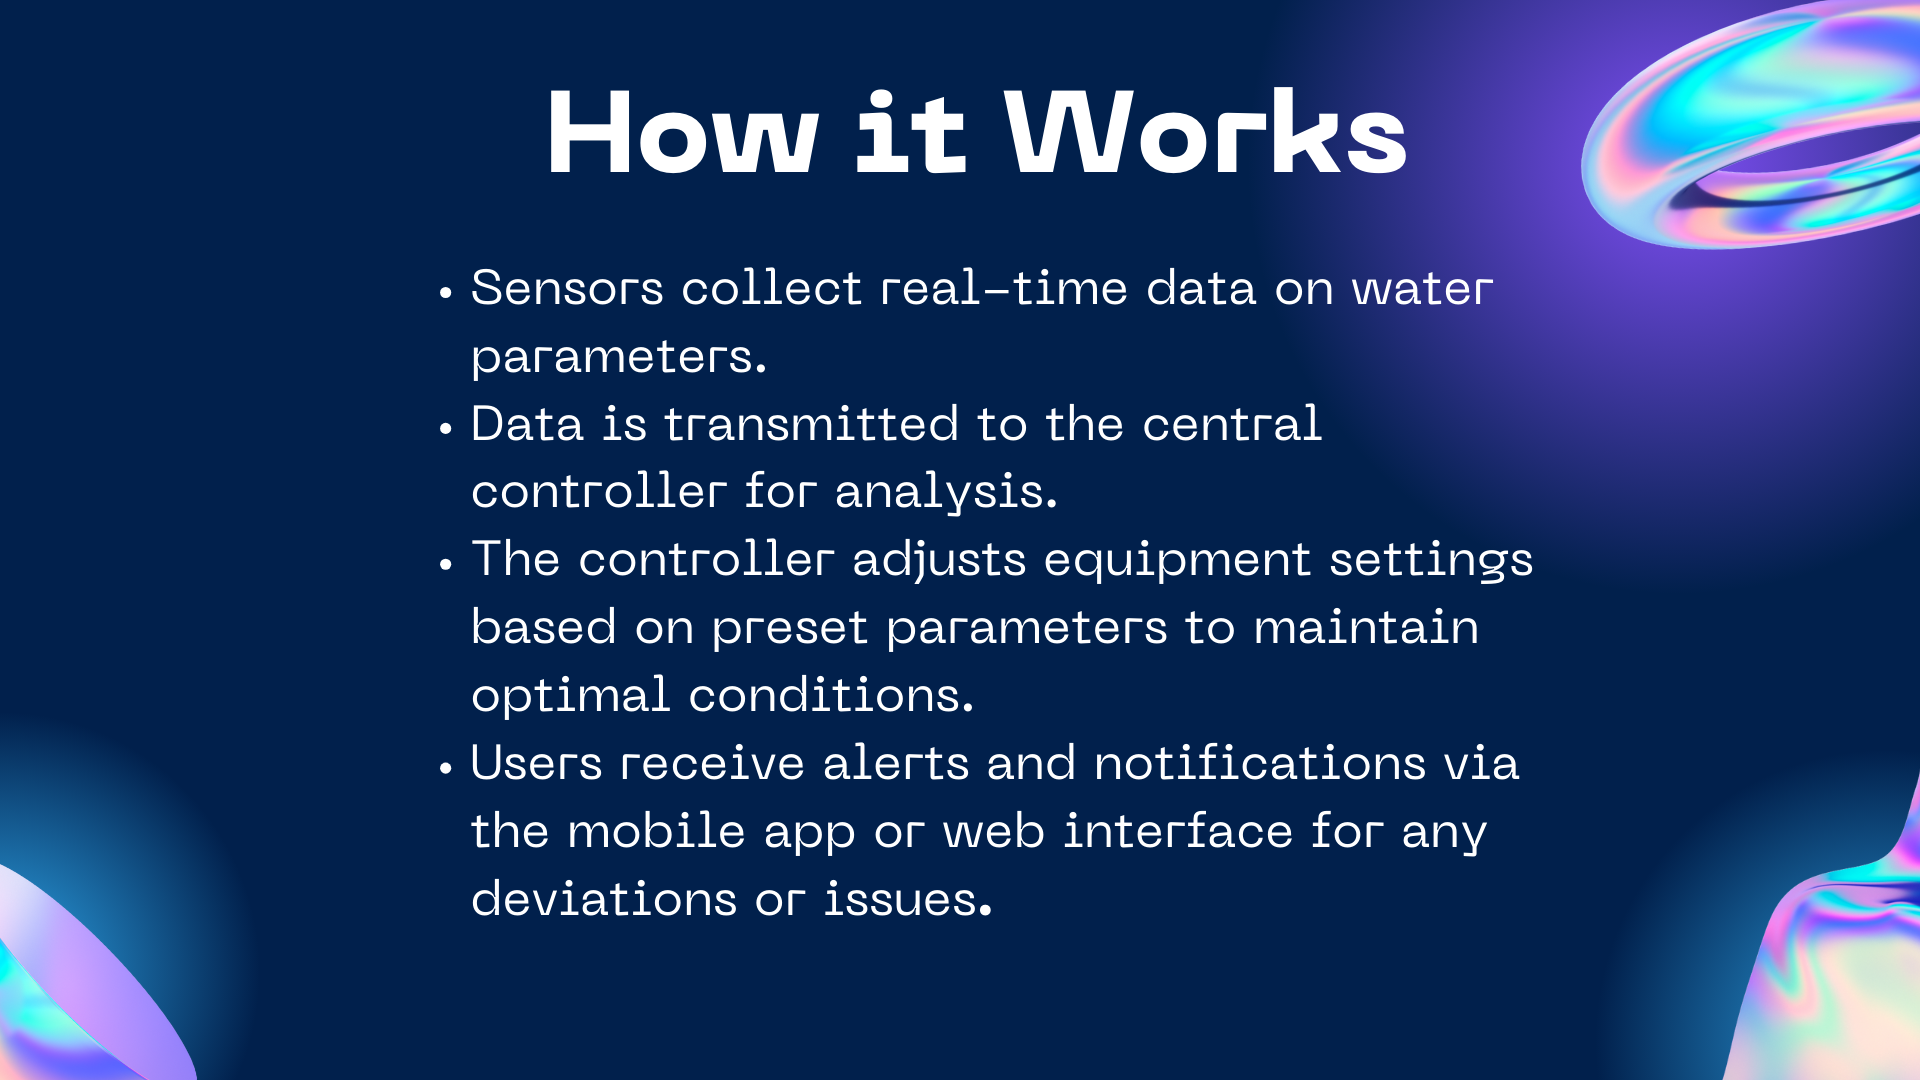 How it Works
• Sensors collect real-time data on water
parameters.
• Data is transmitted to the central
controller for analysis.
• The controller adjusts equipment settings
based on preset parameters to maintain
optimal conditions.
• Users receive alerts and notifications via
the mobile app or web interface for any
deviations or issues.